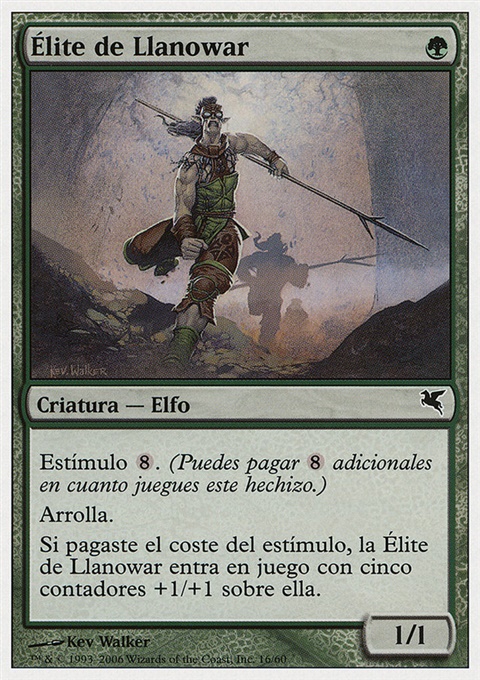 Élite de Llanowar
KEV. WALKER
Criatura — Elfo
Estímulo 8. (Puedes pagar 8 adicionales
en cuanto juegues este hechizo.)
Arrolla.
Si pagaste el coste del estímulo, la Élite
de Llanowar entra en juego con cinco
contadores +1/+1 sobre ella.
Kev Walker
1/1
™ & © 1993-2006 Wizards of the Coast, Inc. 16/60